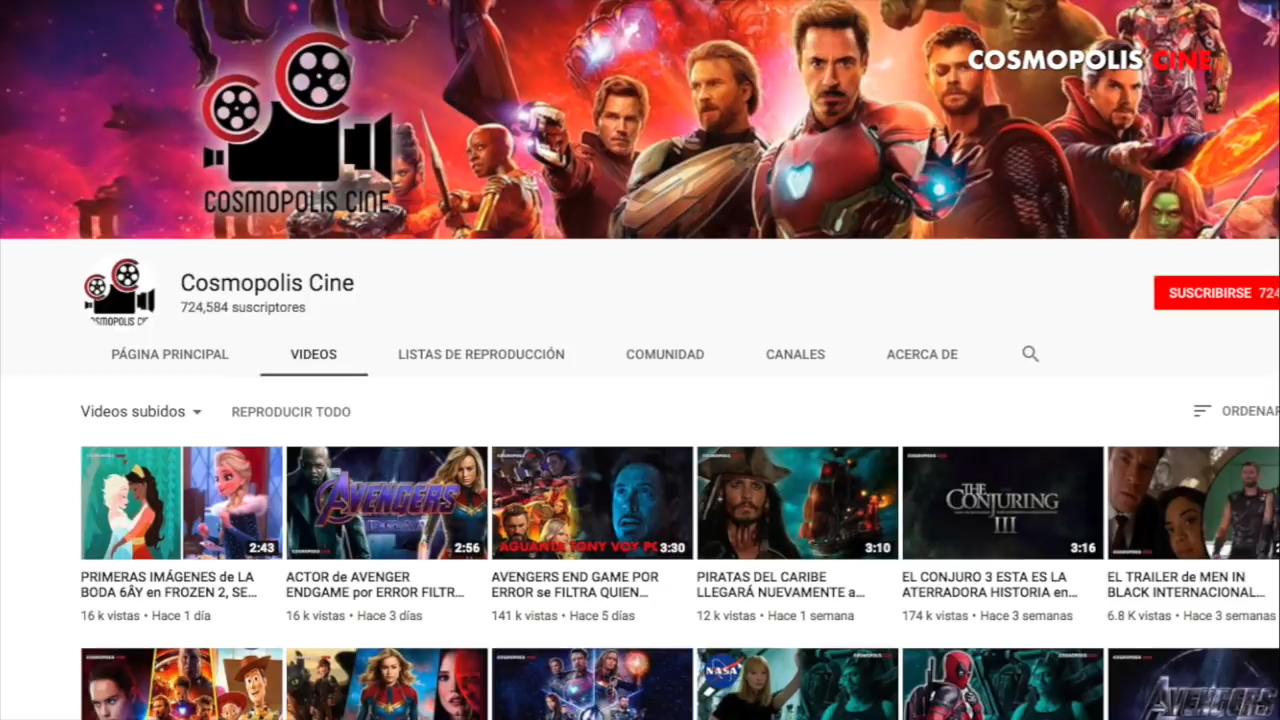 COSMOPOLIS CINE
COSMOPOLIS CINE
Cosmopolis Cine
724,584 suscriptores
SUSCRIBIRSE 724
PÁGINA PRINCIPAL
VIDEOS
LISTAS DE REPRODUCCIÓN
COMUNIDAD
CANALES
ACERCA DE
Videos subidos
REPRODUCIR TODO
ORDENAR
2:43
AVENGERS
2:56
AGUANTE TONY VOY PO
3:30
3:10
THE
CONJURING
III
3:16
PRIMERAS IMÁGENES de LA
BODA 6ÂY en FROZEN 2, SE...
16 k vistas • Hace 1 día
ACTOR de AVENGER
ENDGAME por ERROR FILTR...
16 k vistas • Hace 3 días
AVENGERS END GAME POR
ERROR se FILTRA QUIEN...
141 k vistas • Hace 5 días
PIRATAS DEL CARIBE
LLEGARÁ NUEVAMENTE a...
12 k vistas • Hace 1 semana
EL CONJURO 3 ESTA ES LA
ATERRADORA HISTORIA en...
174 k vistas • Hace 3 semanas
EL TRAILER de MEN IN
BLACK INTERNACIONAL...
6.8 K vistas • Hace 3 semanas
NASA
AVENGERS